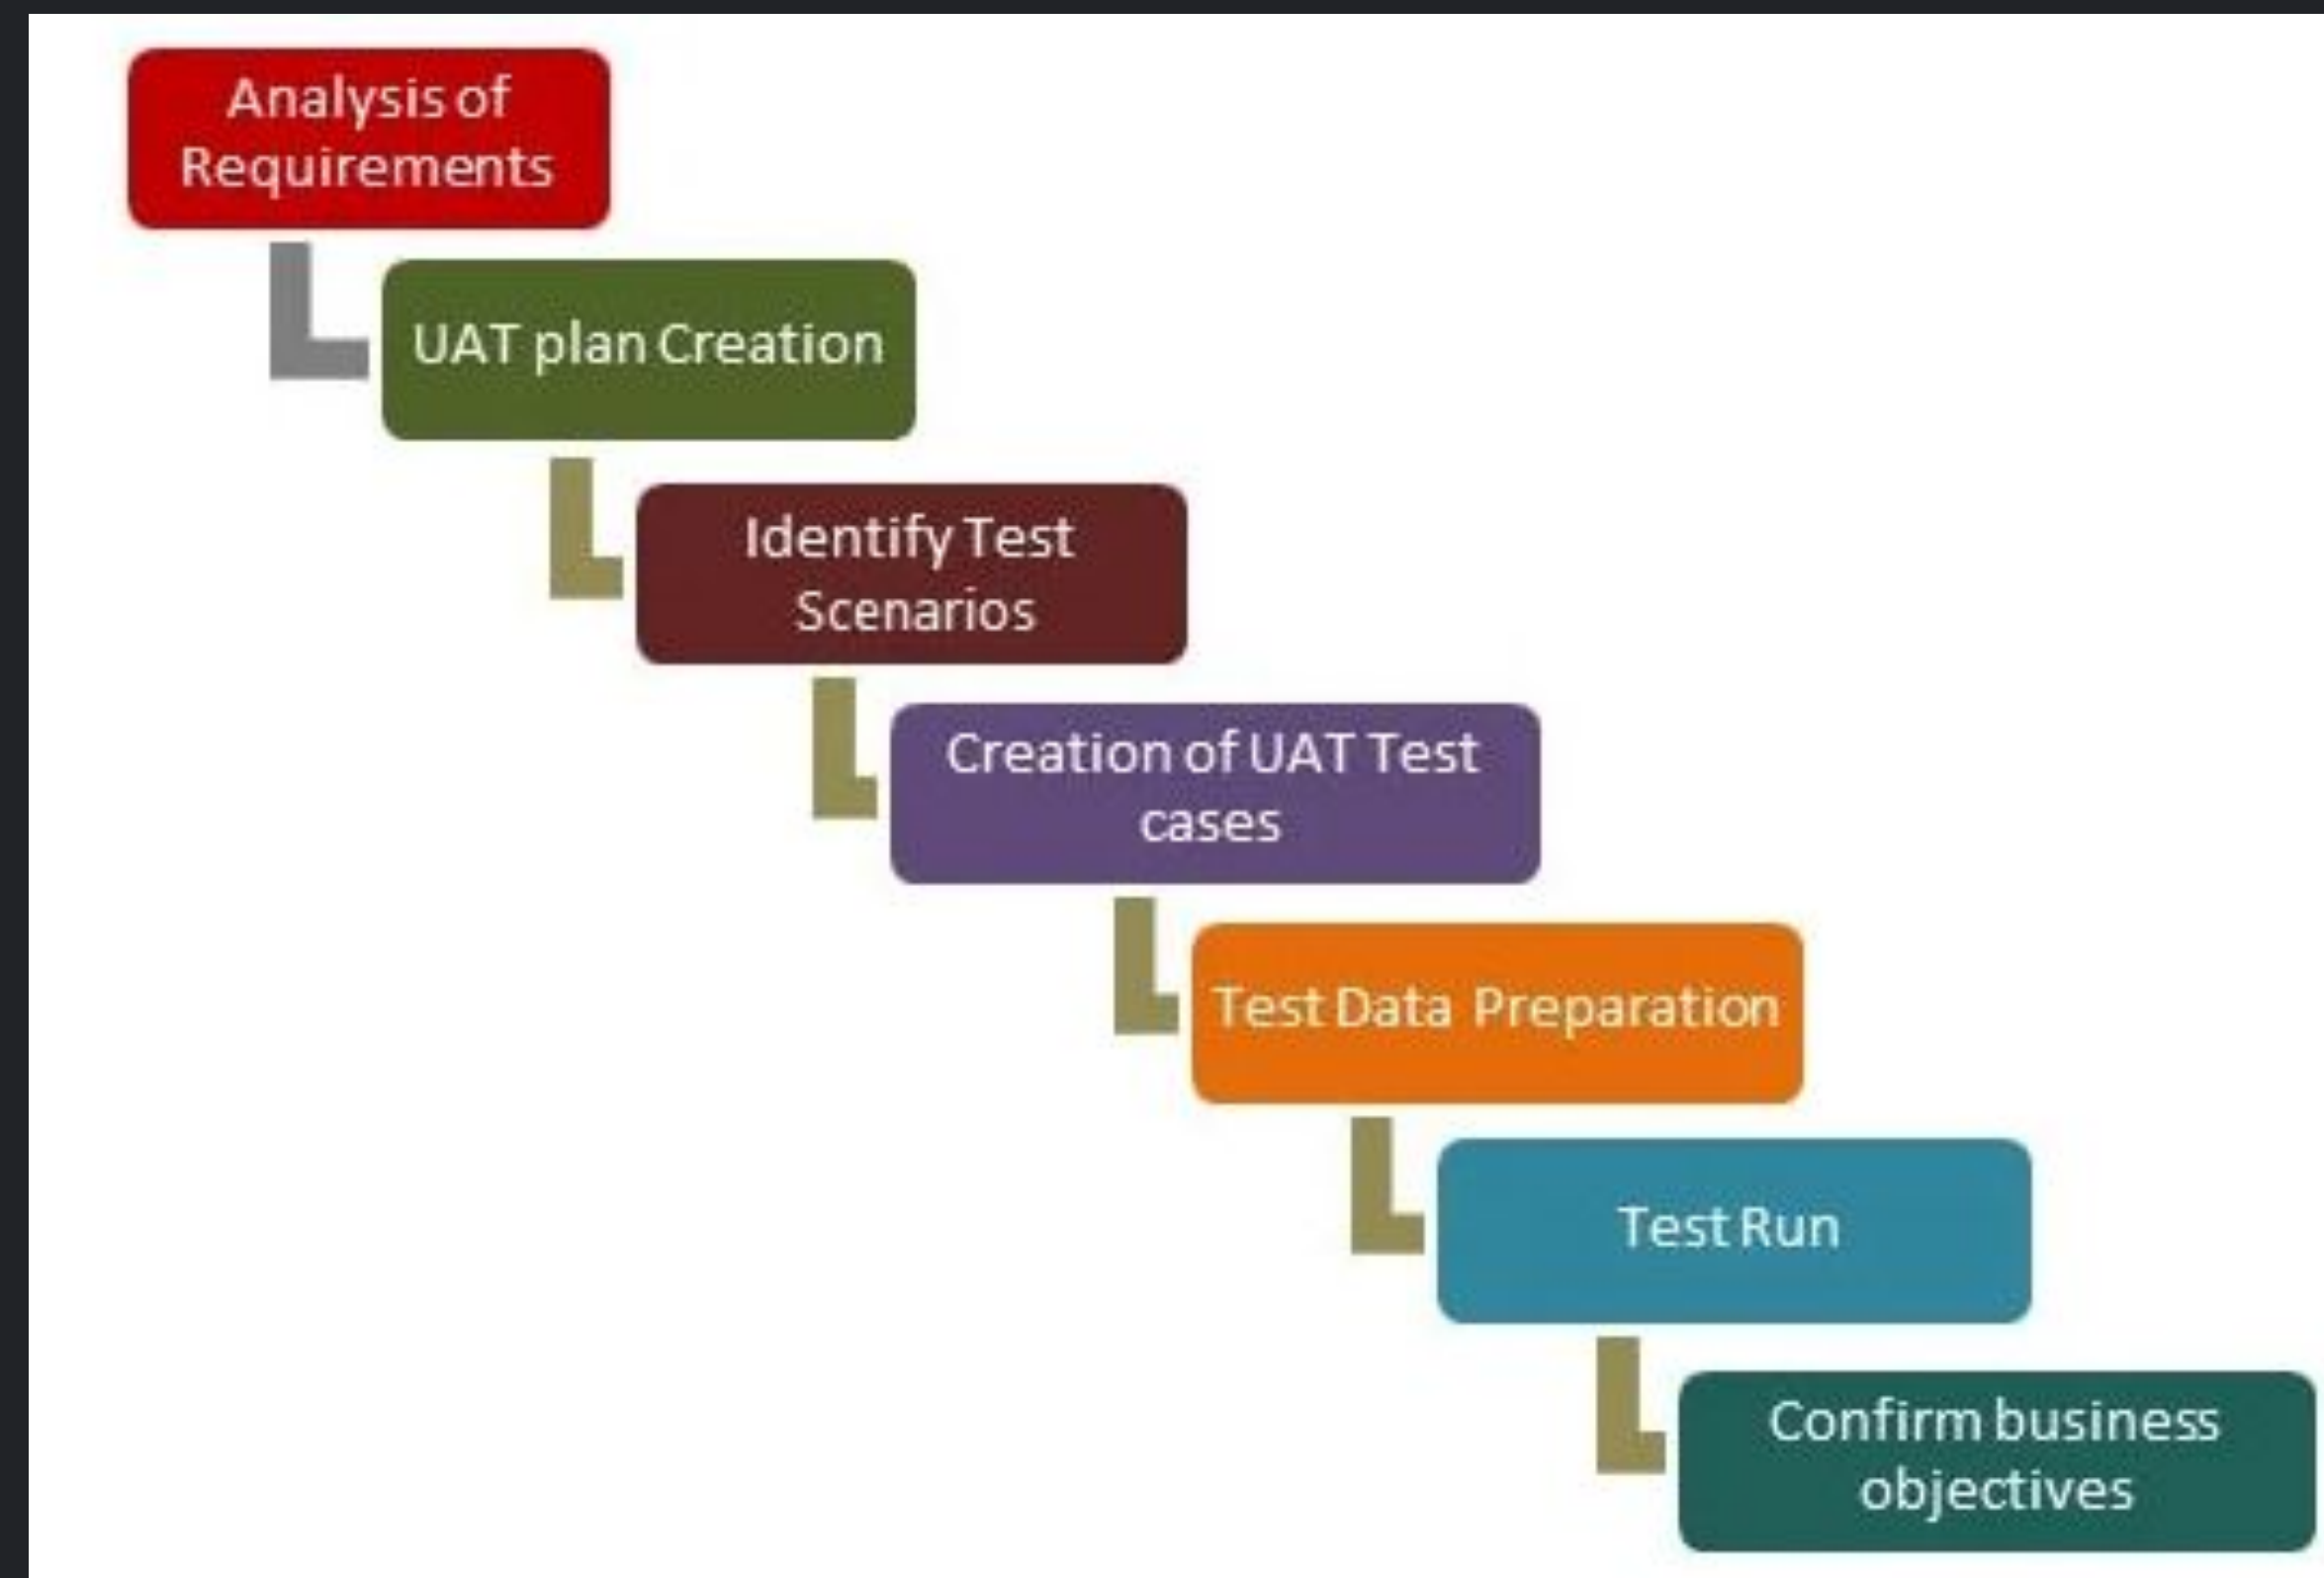 Analysis of
Requirements
UAT plan Creation
Identify Test
Scenarios
Creation of UAT Test
cases
Test Data Preparation
Test Run
Confirm business
objectives